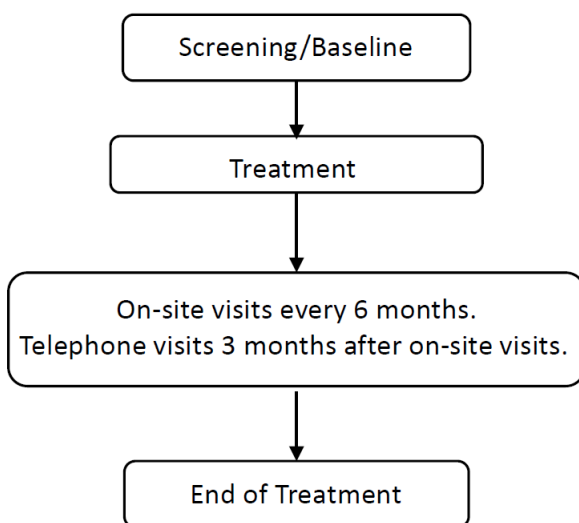 Screening/Baseline
Treatment
On-site visits every 6 months.
Telephone visits 3 months after on-site visits.
End of Treatment